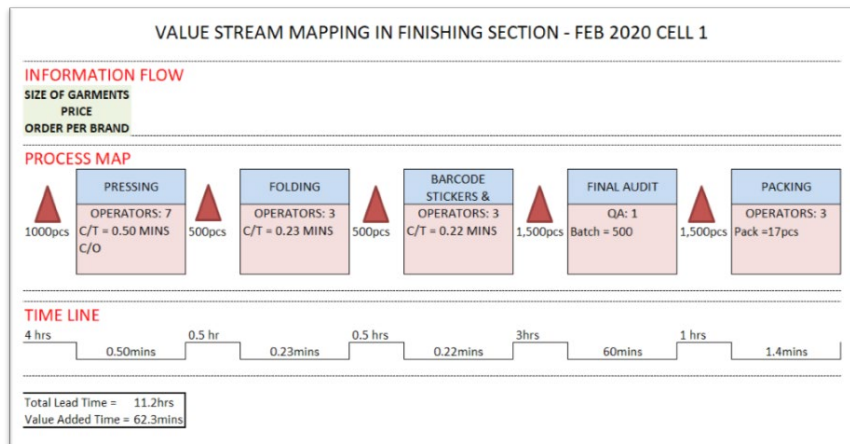 VALUE STREAM MAPPING IN FINISHING SECTION - FEB 2020 CELL 1
INFORMATION FLOW
SIZE OF GARMENTS
PRICE
ORDER PER BRAND
PROCESS MAP
1000pcs
PRESSING
OPERATORS: 7
C/T = 0.50 MINS
C/O
500pcs
FOLDING
OPERATORS: 3
C/T = 0.23 MINS
500pcs
BARCODE
STICKERS &
OPERATORS: 3
C/T = 0.22 MINS
1,500pcs
FINAL AUDIT
QA: 1
Batch = 500
1,500pcs
PACKING
OPERATORS: 3
Pack =17pcs
TIME LINE
4 hrs
0.50mins
0.5 hr
0.23mins
0.5 hrs
0.22mins
3hrs
60mins
1 hrs
1.4mins
Total Lead Time = 11.2hrs
Value Added Time = 62.3mins